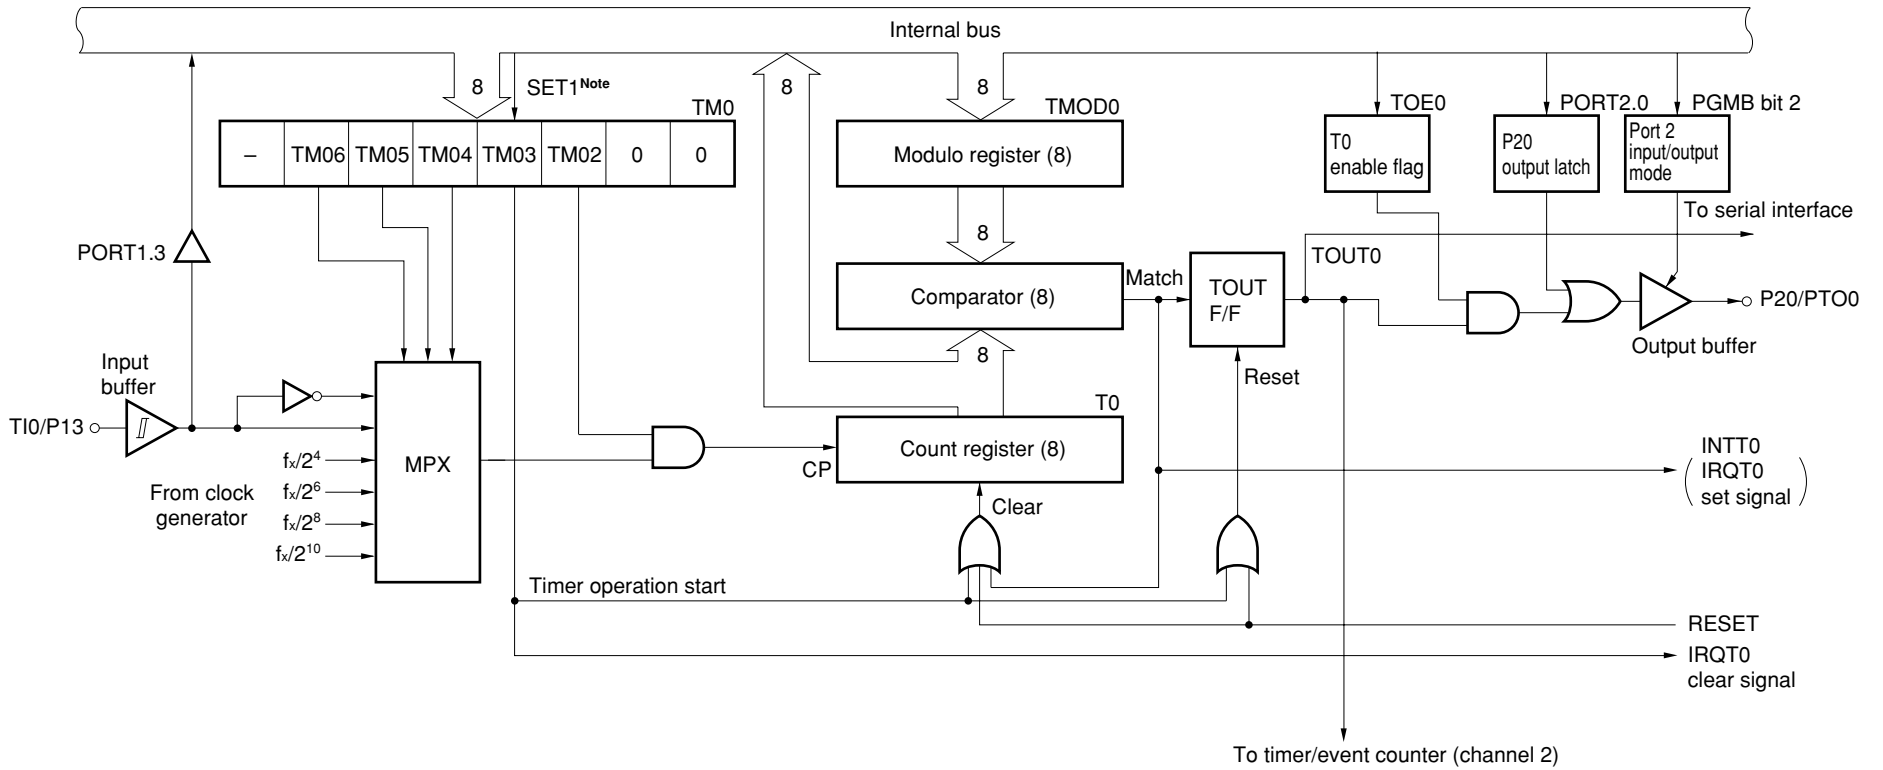 Internal bus
8
SET1Note
8
8
TM0
TMOD0
TOE0
PORT2.0
PGMB bit 2
–
TM06
TM05
TM04
TM03
TM02
0
0
Modulo register (8)
T0
enable flag
P20
output latch
Port 2
input/output
mode
To serial interface
PORT1.3
8
TOUT0
Comparator (8)
Match
TOUT
F/F
P20/PTO0
Output buffer
8
Reset
Input
buffer
TI0/P13
MPX
T0
Count register (8)
CP
Clear
fx/2⁴
fx/2⁶
fx/2⁸
fx/2¹⁰
From clock
generator
INTT0
IRQT0
set signal
Timer operation start
RESET
IRQT0
clear signal
To timer/event counter (channel 2)